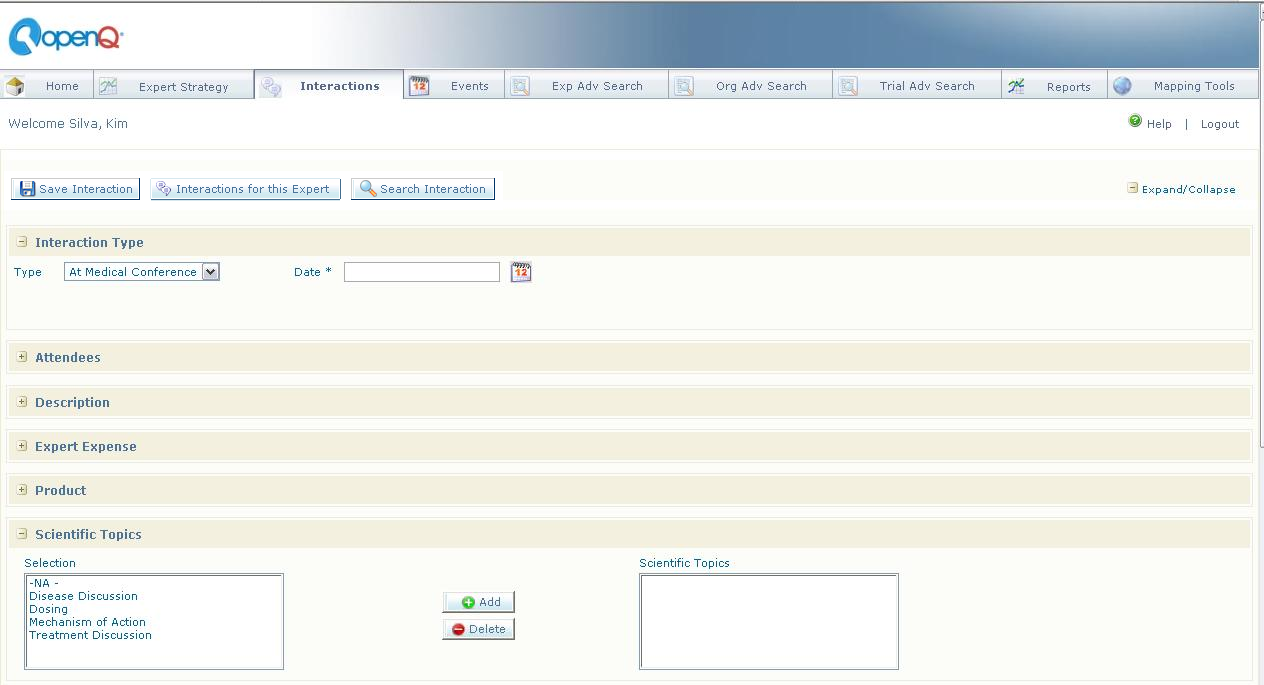 openQ
Home Expert Strategy Interactions 12 Events Exp Adv Search Org Adv Search Trial Adv Search Reports Mapping Tools
Welcome Silva, Kim
? Help | Logout
Save Interaction Interactions for this Expert Search Interaction Expand/Collapse
Interaction Type
Type At Medical Conference Date * 12
Attendees
Description
Expert Expense
Product
Scientific Topics
Selection Scientific Topics
-NA -
Disease Discussion
Dosing
Mechanism of Action
Treatment Discussion
Add
Delete